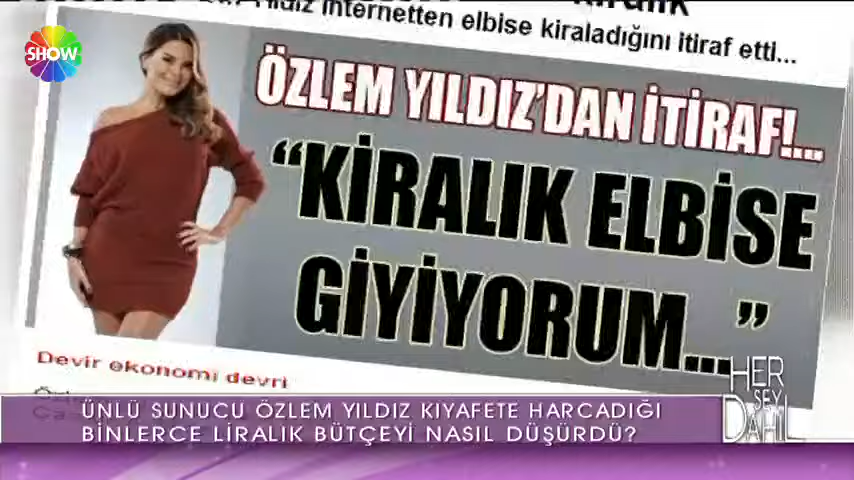 SHOW
Yıldız internetten elbise kiraladığını itiraf etti...
ÖZLEM YILDIZ'DAN İTİRAF!...
"KİRALIK ELBİSE
GİYİYORUM..."
Devir ekonomi devri
HER
ŞEY
DAHİL
ÜNLÜ SUNUCU ÖZLEM YILDIZ KIYAFETE HARCADIĞI
BİNLERCE LİRALIK BÜTÇEYİ NASIL DÜŞÜRDÜ?